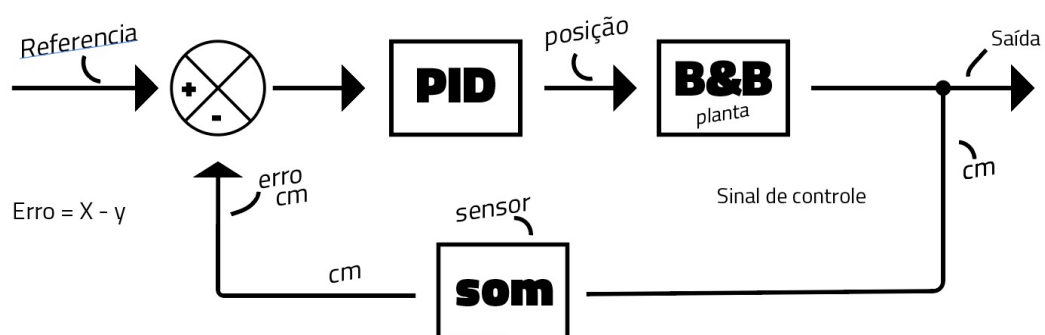 Referencia
+
-
PID
posição
B&B
planta
Saída
cm
erro
cm
Erro = X - y
Sinal de controle
sensor
cm
som